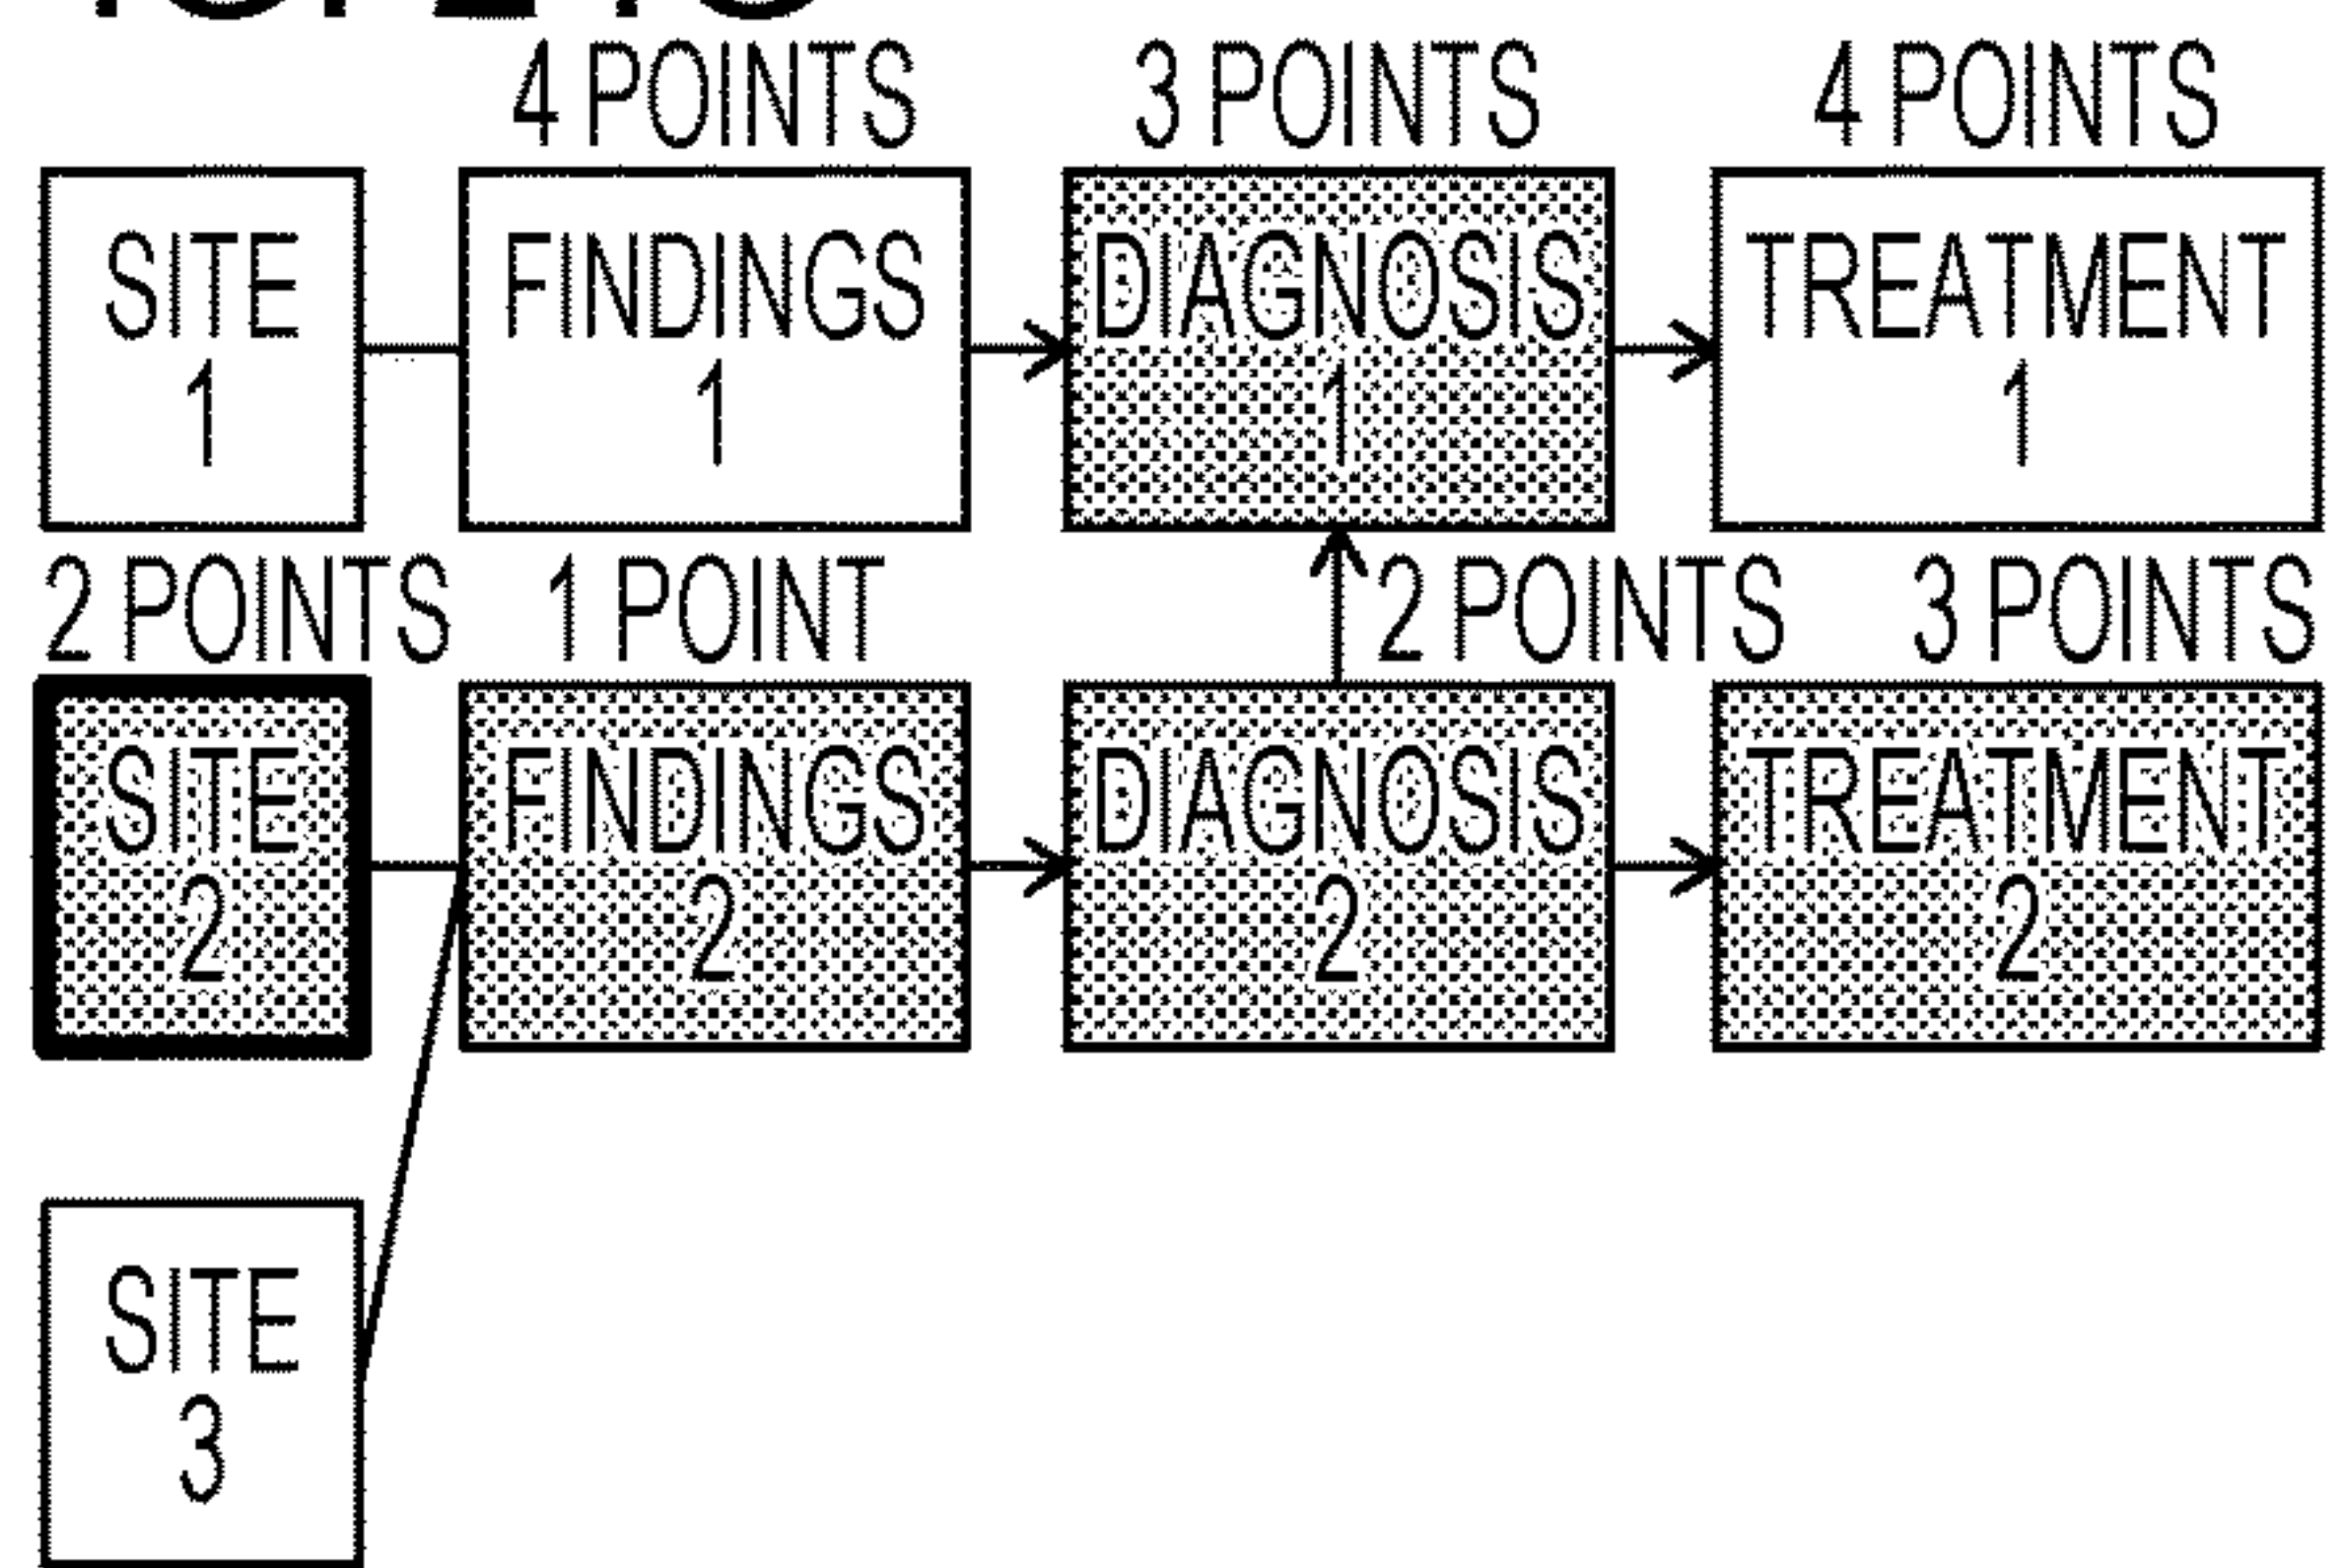 4 POINTS 3 POINTS 4 POINTS
SITE FINDINGS DIAGNOSIS TREATMENT
1 1 1 1
2 POINTS 1 POINT 2 POINTS 3 POINTS
SITE FINDINGS DIAGNOSIS TREATMENT
2 2 2 2
SITE
3